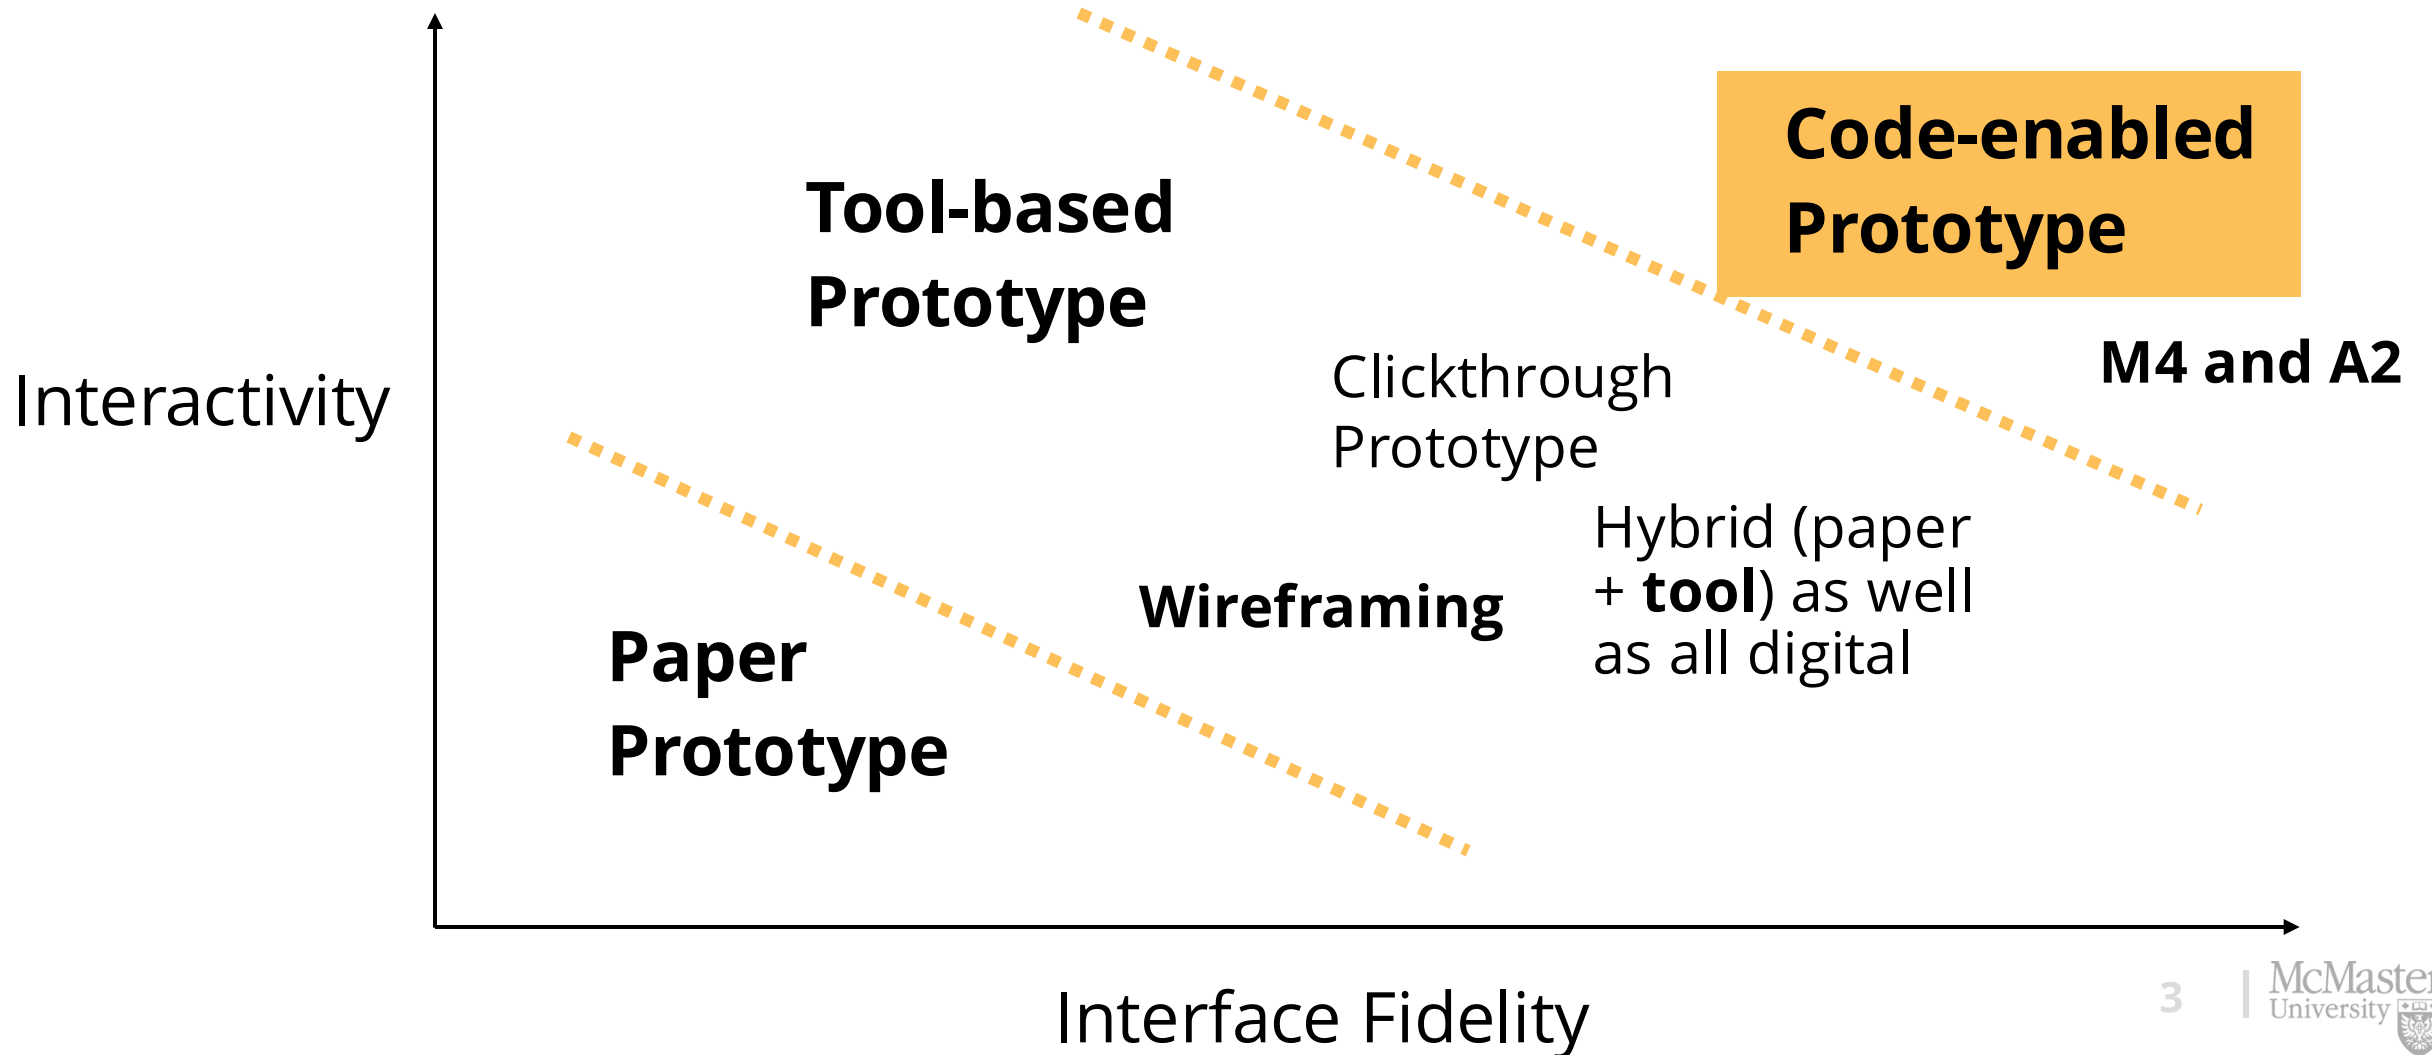 Code-enabled
Prototype
Tool-based
Prototype
M4 and A2
Clickthrough
Prototype
Interactivity
Hybrid (paper
+ tool) as well
as all digital
Wireframing
Paper
Prototype
Interface Fidelity
3
McMaster
University